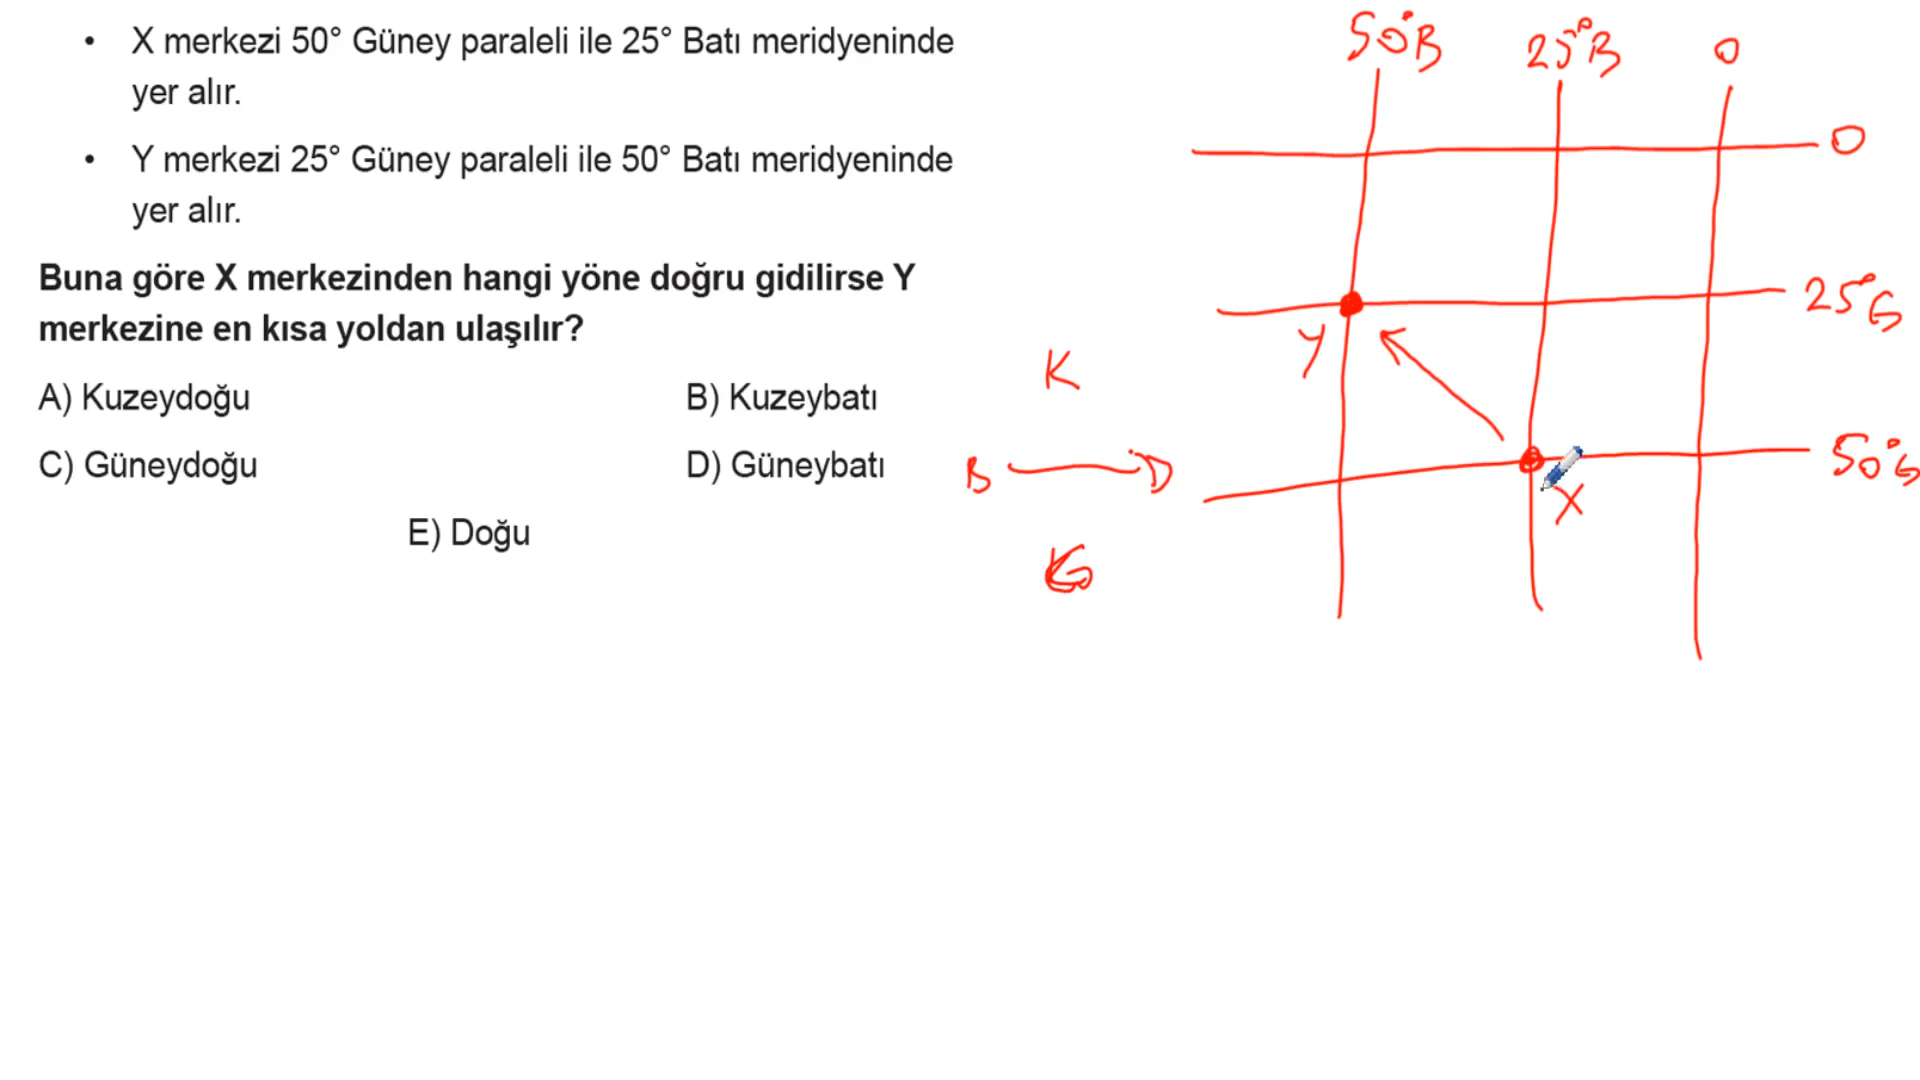 • X merkezi 50° Güney paraleli ile 25° Batı meridyeninde
yer alır.
• Y merkezi 25° Güney paraleli ile 50° Batı meridyeninde
yer alır.
Buna göre X merkezinden hangi yöne doğru gidilirse Y
merkezine en kısa yoldan ulaşılır?
A) Kuzeydoğu
B) Kuzeybatı
C) Güneydoğu
D) Güneybatı
E) Doğu
50°B 25°B 0
0
25°G
Y
K
B D
50°G
X
G